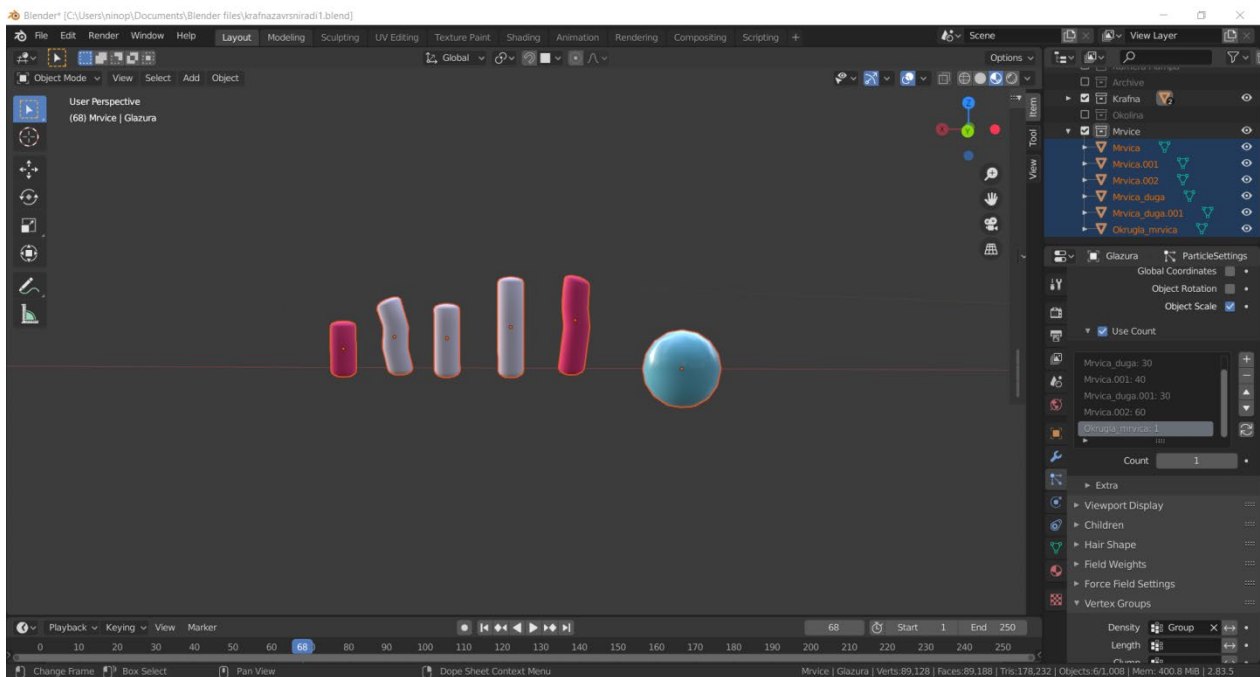 Blender* [C:\Users\ninop\Documents\Blender files\krafnazavrsniradi1.blend]
File Edit Render Window Help Layout Modeling Sculpting UV Editing Texture Paint Shading Animation Rendering Compositing Scripting + Scene View Layer
Global Options
Object Mode View Select Add Object
User Perspective
(68) Mrvice | Glazura
Z
Y
Item
Tool
View
Archive
Krafna 2
Okolina
Mrvice
Mrvica
Mrvica.001
Mrvica.002
Mrvica_duga
Mrvica_duga.001
Okrugla_mrvica
Glazura ParticleSettings
Global Coordinates
Object Rotation
Object Scale
Use Count
Mrvica_duga: 30
Mrvica.001: 40
Mrvica_duga.001: 30
Mrvica.002: 60
Okrugla_mrvica: 1
Count 1
Extra
Viewport Display
Children
Hair Shape
Field Weights
Force Field Settings
Vertex Groups
Density Group
Length
Clump
Playback Keying View Marker 68 Start 1 End 250
0 10 20 30 40 50 60 68 80 90 100 110 120 130 140 150 160 170 180 190 200 210 220 230 240 250
Change Frame Box Select Pan View Dope Sheet Context Menu Mrvice | Glazura | Verts:89,128 | Faces:89,188 | Tris:178,232 | Objects:6/1,008 | Mem: 400.8 MiB | 2.83.5